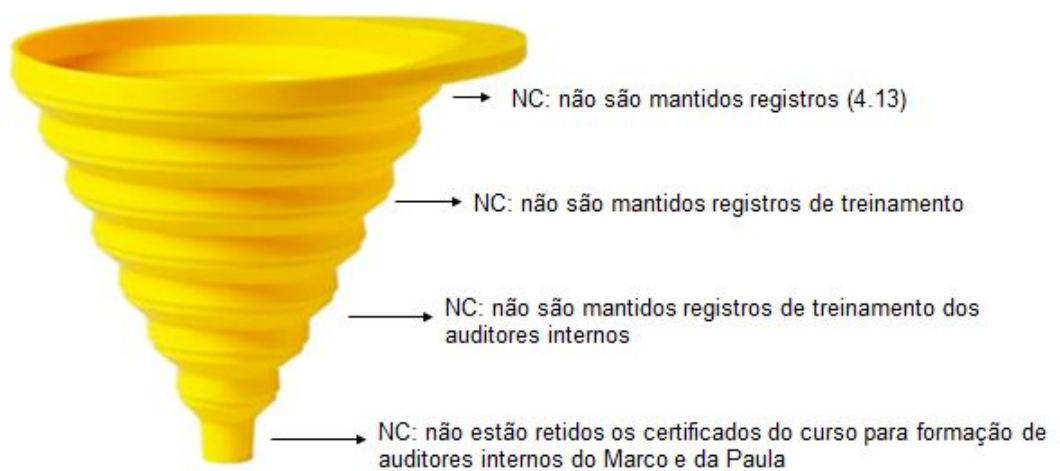 NC: não são mantidos registros (4.13)
NC: não são mantidos registros de treinamento
NC: não são mantidos registros de treinamento dos
auditores internos
NC: não estão retidos os certificados do curso para formação de
auditores internos do Marco e da Paula